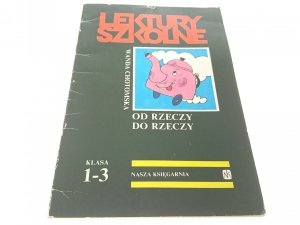 LEKTURY
SZKOLNE
WANDA CHOTOMSKA
OD RZECZY
DO RZECZY
KLASA
1-3
NASZA KSIĘGARNIA